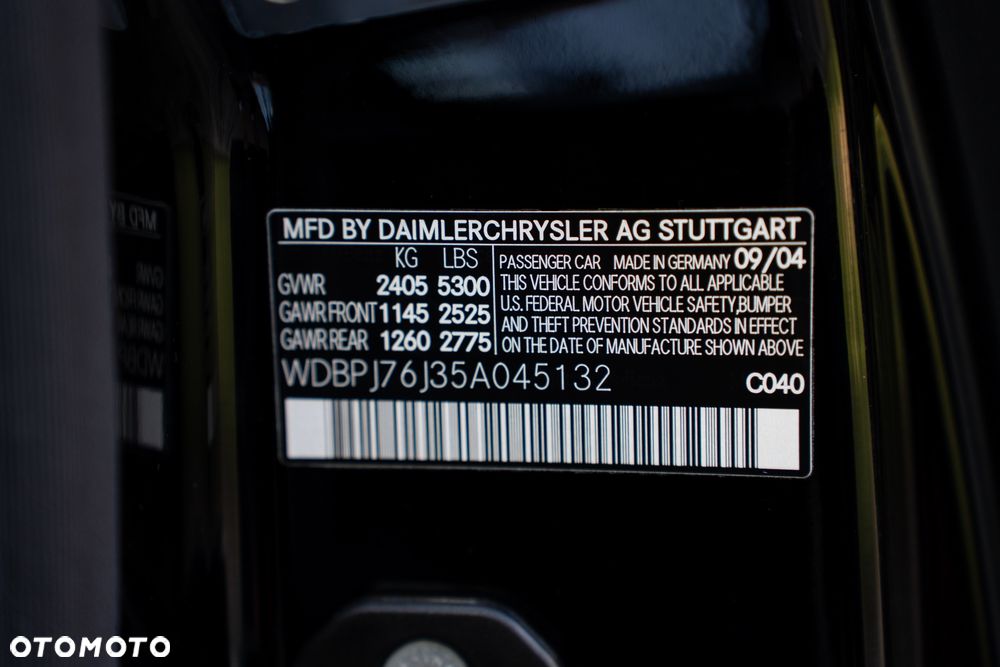 MFD BY DAIMLERCHRYSLER AG STUTTGART
KG LBS
GVWR 2405 5300
GAWR FRONT 1145 2525
GAWR REAR 1260 2775
PASSENGER CAR MADE IN GERMANY 09/04
THIS VEHICLE CONFORMS TO ALL APPLICABLE
U.S. FEDERAL MOTOR VEHICLE SAFETY,BUMPER
AND THEFT PREVENTION STANDARDS IN EFFECT
ON THE DATE OF MANUFACTURE SHOWN ABOVE
WDBPJ76J35A045132 C040
OTOMOTO